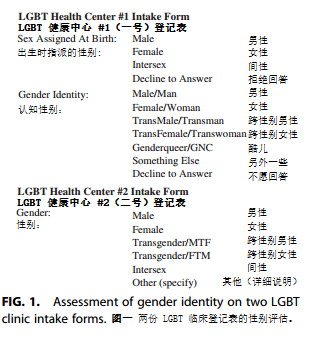 LGBT Health Center #1 Intake Form
LGBT 健康中心 #1（一号）登记表
Sex Assigned At Birth: Male 男性
出生时指派的性别: Female 女性
Intersex 间性
Decline to Answer 拒绝回答
Gender Identity: Male/Man 男性
认知性别: Female/Woman 女性
TransMale/Transman 跨性别男性
TransFemale/Transwoman 跨性别女性
Genderqueer/GNC 酷儿
Something Else 另外一些
Decline to Answer 不愿回答
LGBT Health Center #2 Intake Form
LGBT 健康中心 #2（二号）登记表
Gender: Male 男性
性别: Female 女性
Transgender/MTF 跨性别男性
Transgender/FTM 跨性别女性
Intersex 间性
Other (specify) 其他（详细说明）
FIG. 1. Assessment of gender identity on two LGBT
clinic intake forms. 图一 两份 LGBT 临床登记表的性别评估.